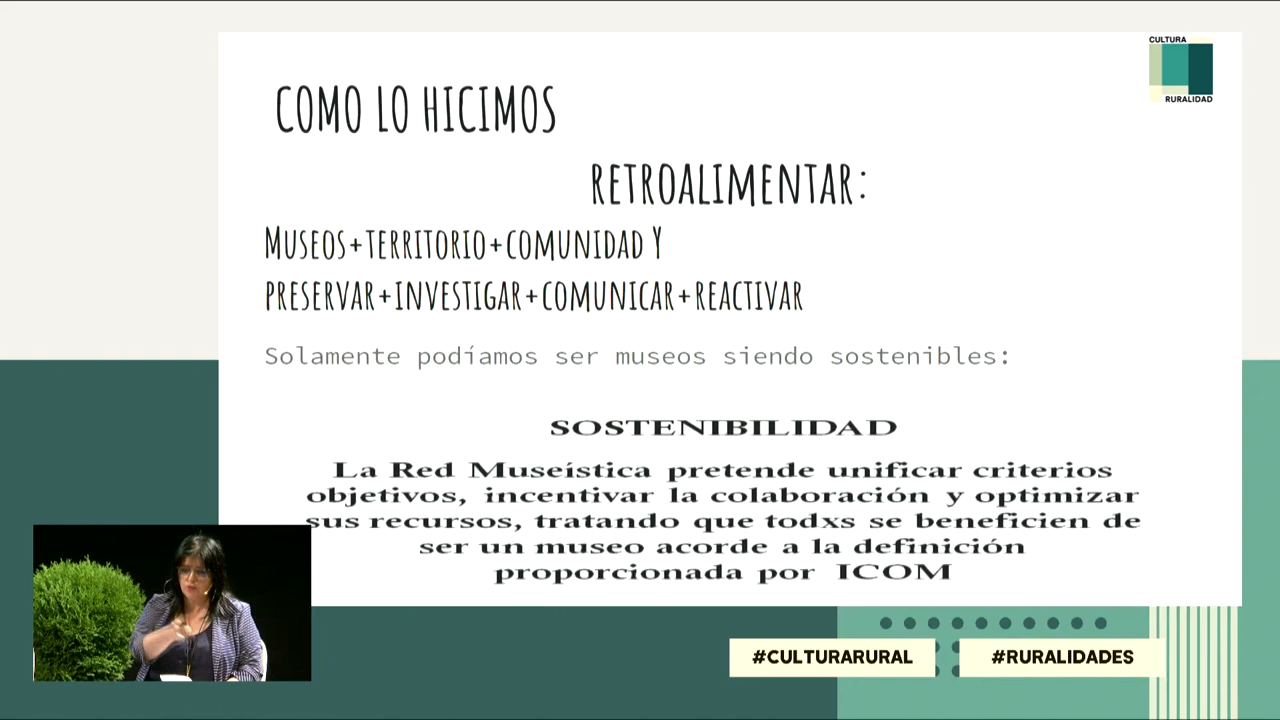 CULTURA
RURALIDAD
COMO LO HICIMOS
RETROALIMENTAR:
MUSEOS+TERRITORIO+COMUNIDAD Y
PRESERVAR+INVESTIGAR+COMUNICAR+REACTIVAR
Solamente podíamos ser museos siendo sostenibles:
SOSTENIBILIDAD
La Red Museística pretende unificar criterios
objetivos, incentivar la colaboración y optimizar
sus recursos, tratando que todxs se beneficien de
ser un museo acorde a la definición
proporcionada por ICOM
#CULTURARURAL
#RURALIDADES